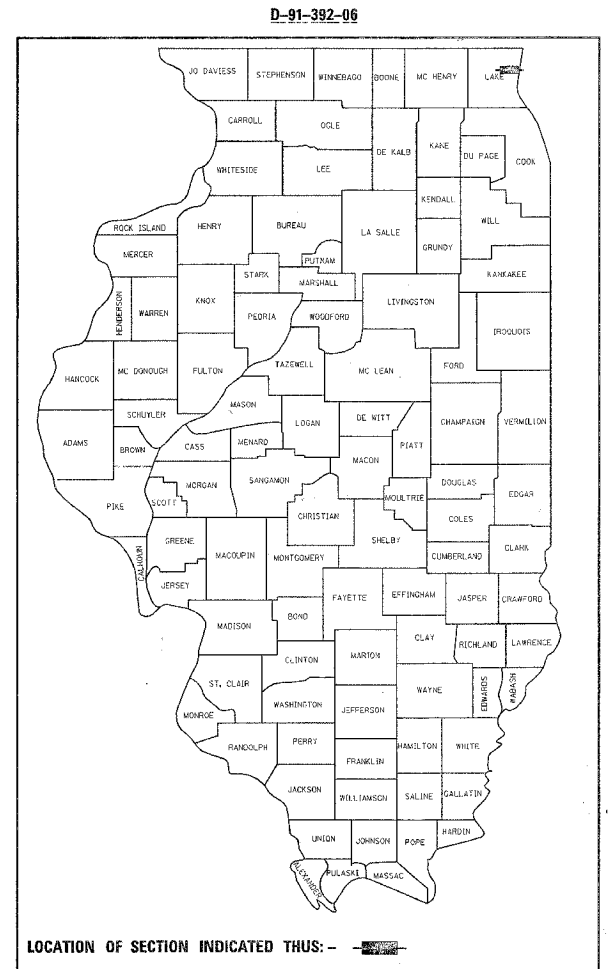 D-91-392-06
JO DAVIESS STEPHENSON WINNEBAGO BOONE MC HENRY LAKE
CARROLL OGLE
DE KALB KANE DU PAGE COOK
WHITESIDE LEE
KENDALL WILL
ROCK ISLAND HENRY BUREAU LA SALLE
MERCER PUTNAM GRUNDY
STARK MARSHALL KANKAKEE
HENDERSON WARREN KNOX PEORIA WOODFORD LIVINGSTON IROQUOIS
HANCOCK MC DONOUGH FULTON TAZEWELL MC LEAN FORD
SCHUYLER MASON LOGAN DE WITT CHAMPAIGN VERMILION
ADAMS BROWN CASS MENARD MACON PIATT
MORGAN SANGAMON DOUGLAS
PIKE SCOTT CHRISTIAN MOULTRIE COLES EDGAR
GREENE MACOUPIN MONTGOMERY SHELBY CUMBERLAND CLARK
CALHOUN JERSEY FAYETTE EFFINGHAM JASPER CRAWFORD
MADISON BOND CLAY RICHLAND LAWRENCE
CLINTON MARION
ST. CLAIR WAYNE EDWARDS WABASH
MONROE WASHINGTON JEFFERSON
RANDOLPH PERRY HAMILTON WHITE
FRANKLIN
JACKSON WILLIAMSON SALINE GALLATIN
UNION JOHNSON POPE HARDIN
ALEXANDER PULASKI MASSAC
LOCATION OF SECTION INDICATED THUS: -